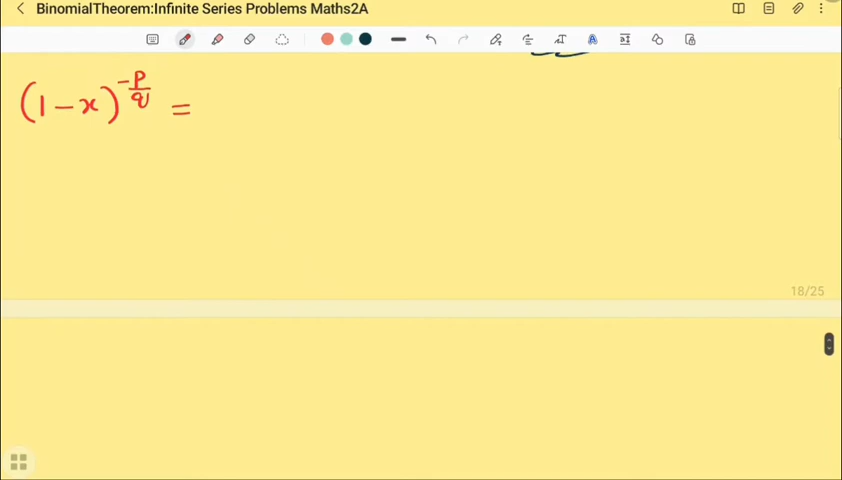 BinomialTheorem:Infinite Series Problems Maths2A
(1-x)^{-p/q} =
18/25